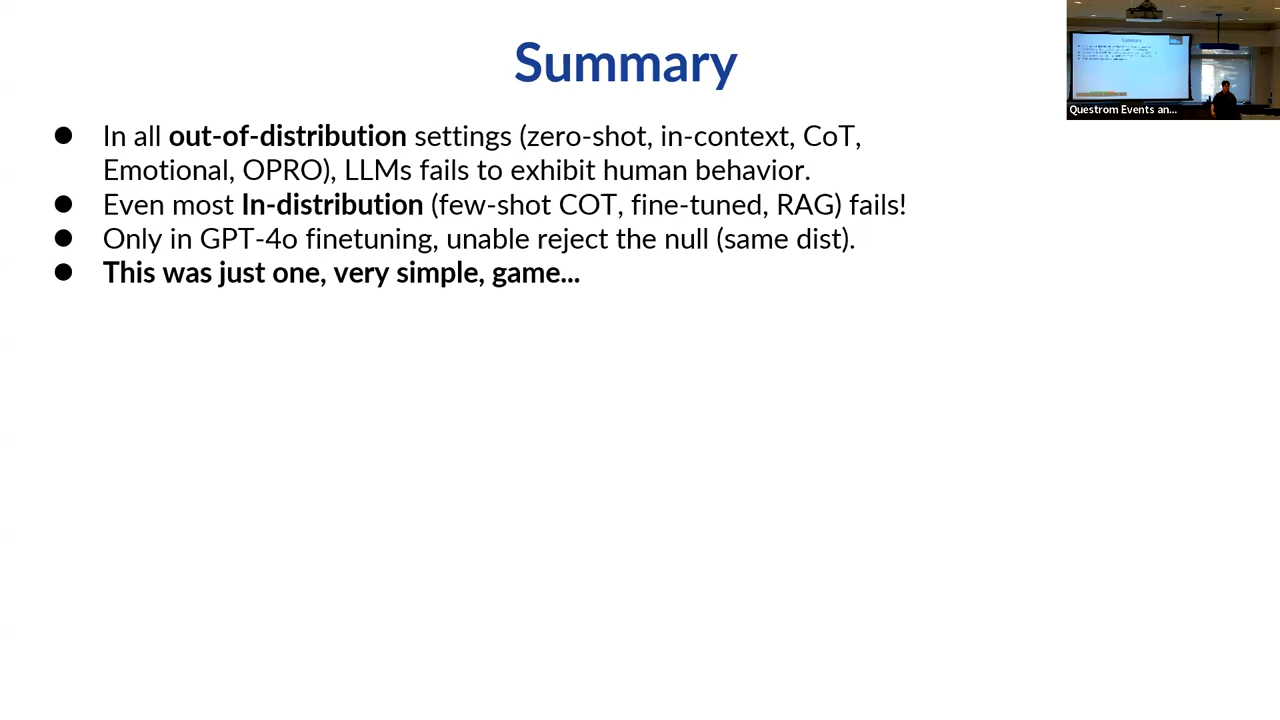 Summary
● In all out-of-distribution settings (zero-shot, in-context, CoT,
Emotional, OPRO), LLMs fails to exhibit human behavior.
● Even most In-distribution (few-shot COT, fine-tuned, RAG) fails!
● Only in GPT-4o finetuning, unable reject the null (same dist).
● This was just one, very simple, game...
Summary
Questrom Events an...